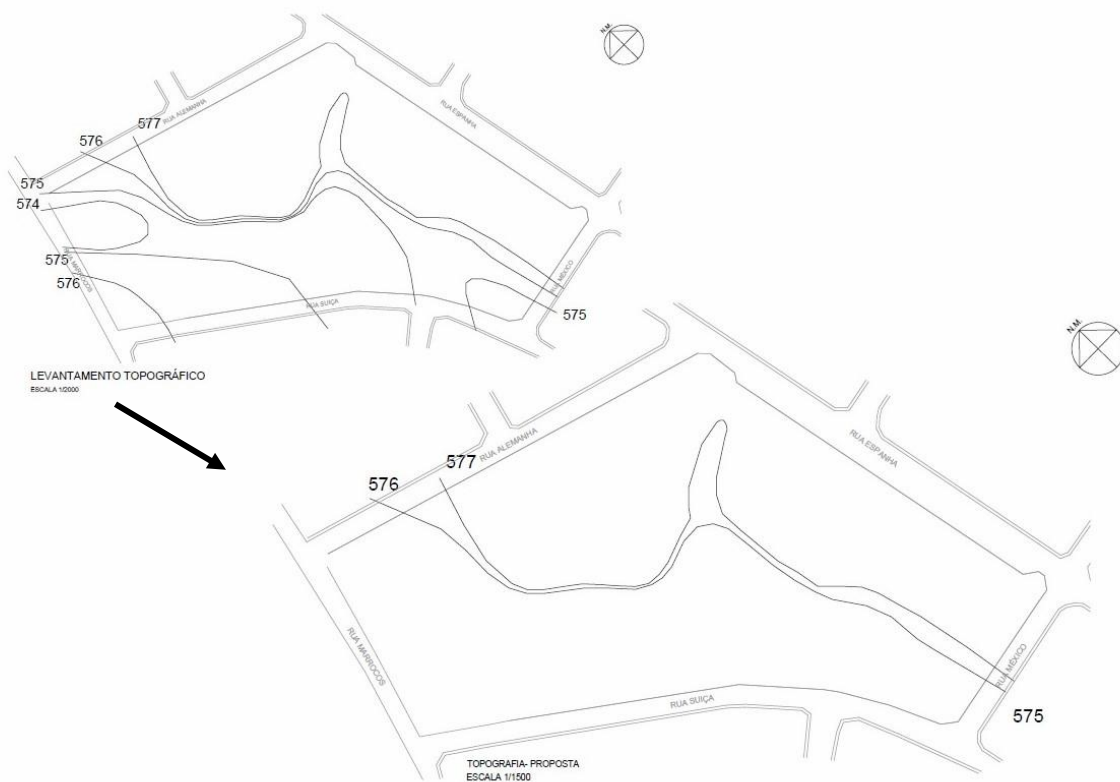 N.M.
RUA ESPANHA
RUA ALEMANHA
577
576
575
574
575
576
RUA MARROCOS
RUA MÉXICO
RUA SUIÇA
575
LEVANTAMENTO TOPOGRÁFICO
ESCALA 1/2000
N.M.
RUA ALEMANHA
RUA ESPANHA
577
576
RUA MARROCOS
RUA MÉXICO
RUA SUIÇA
575
TOPOGRAFIA- PROPOSTA
ESCALA 1/1500